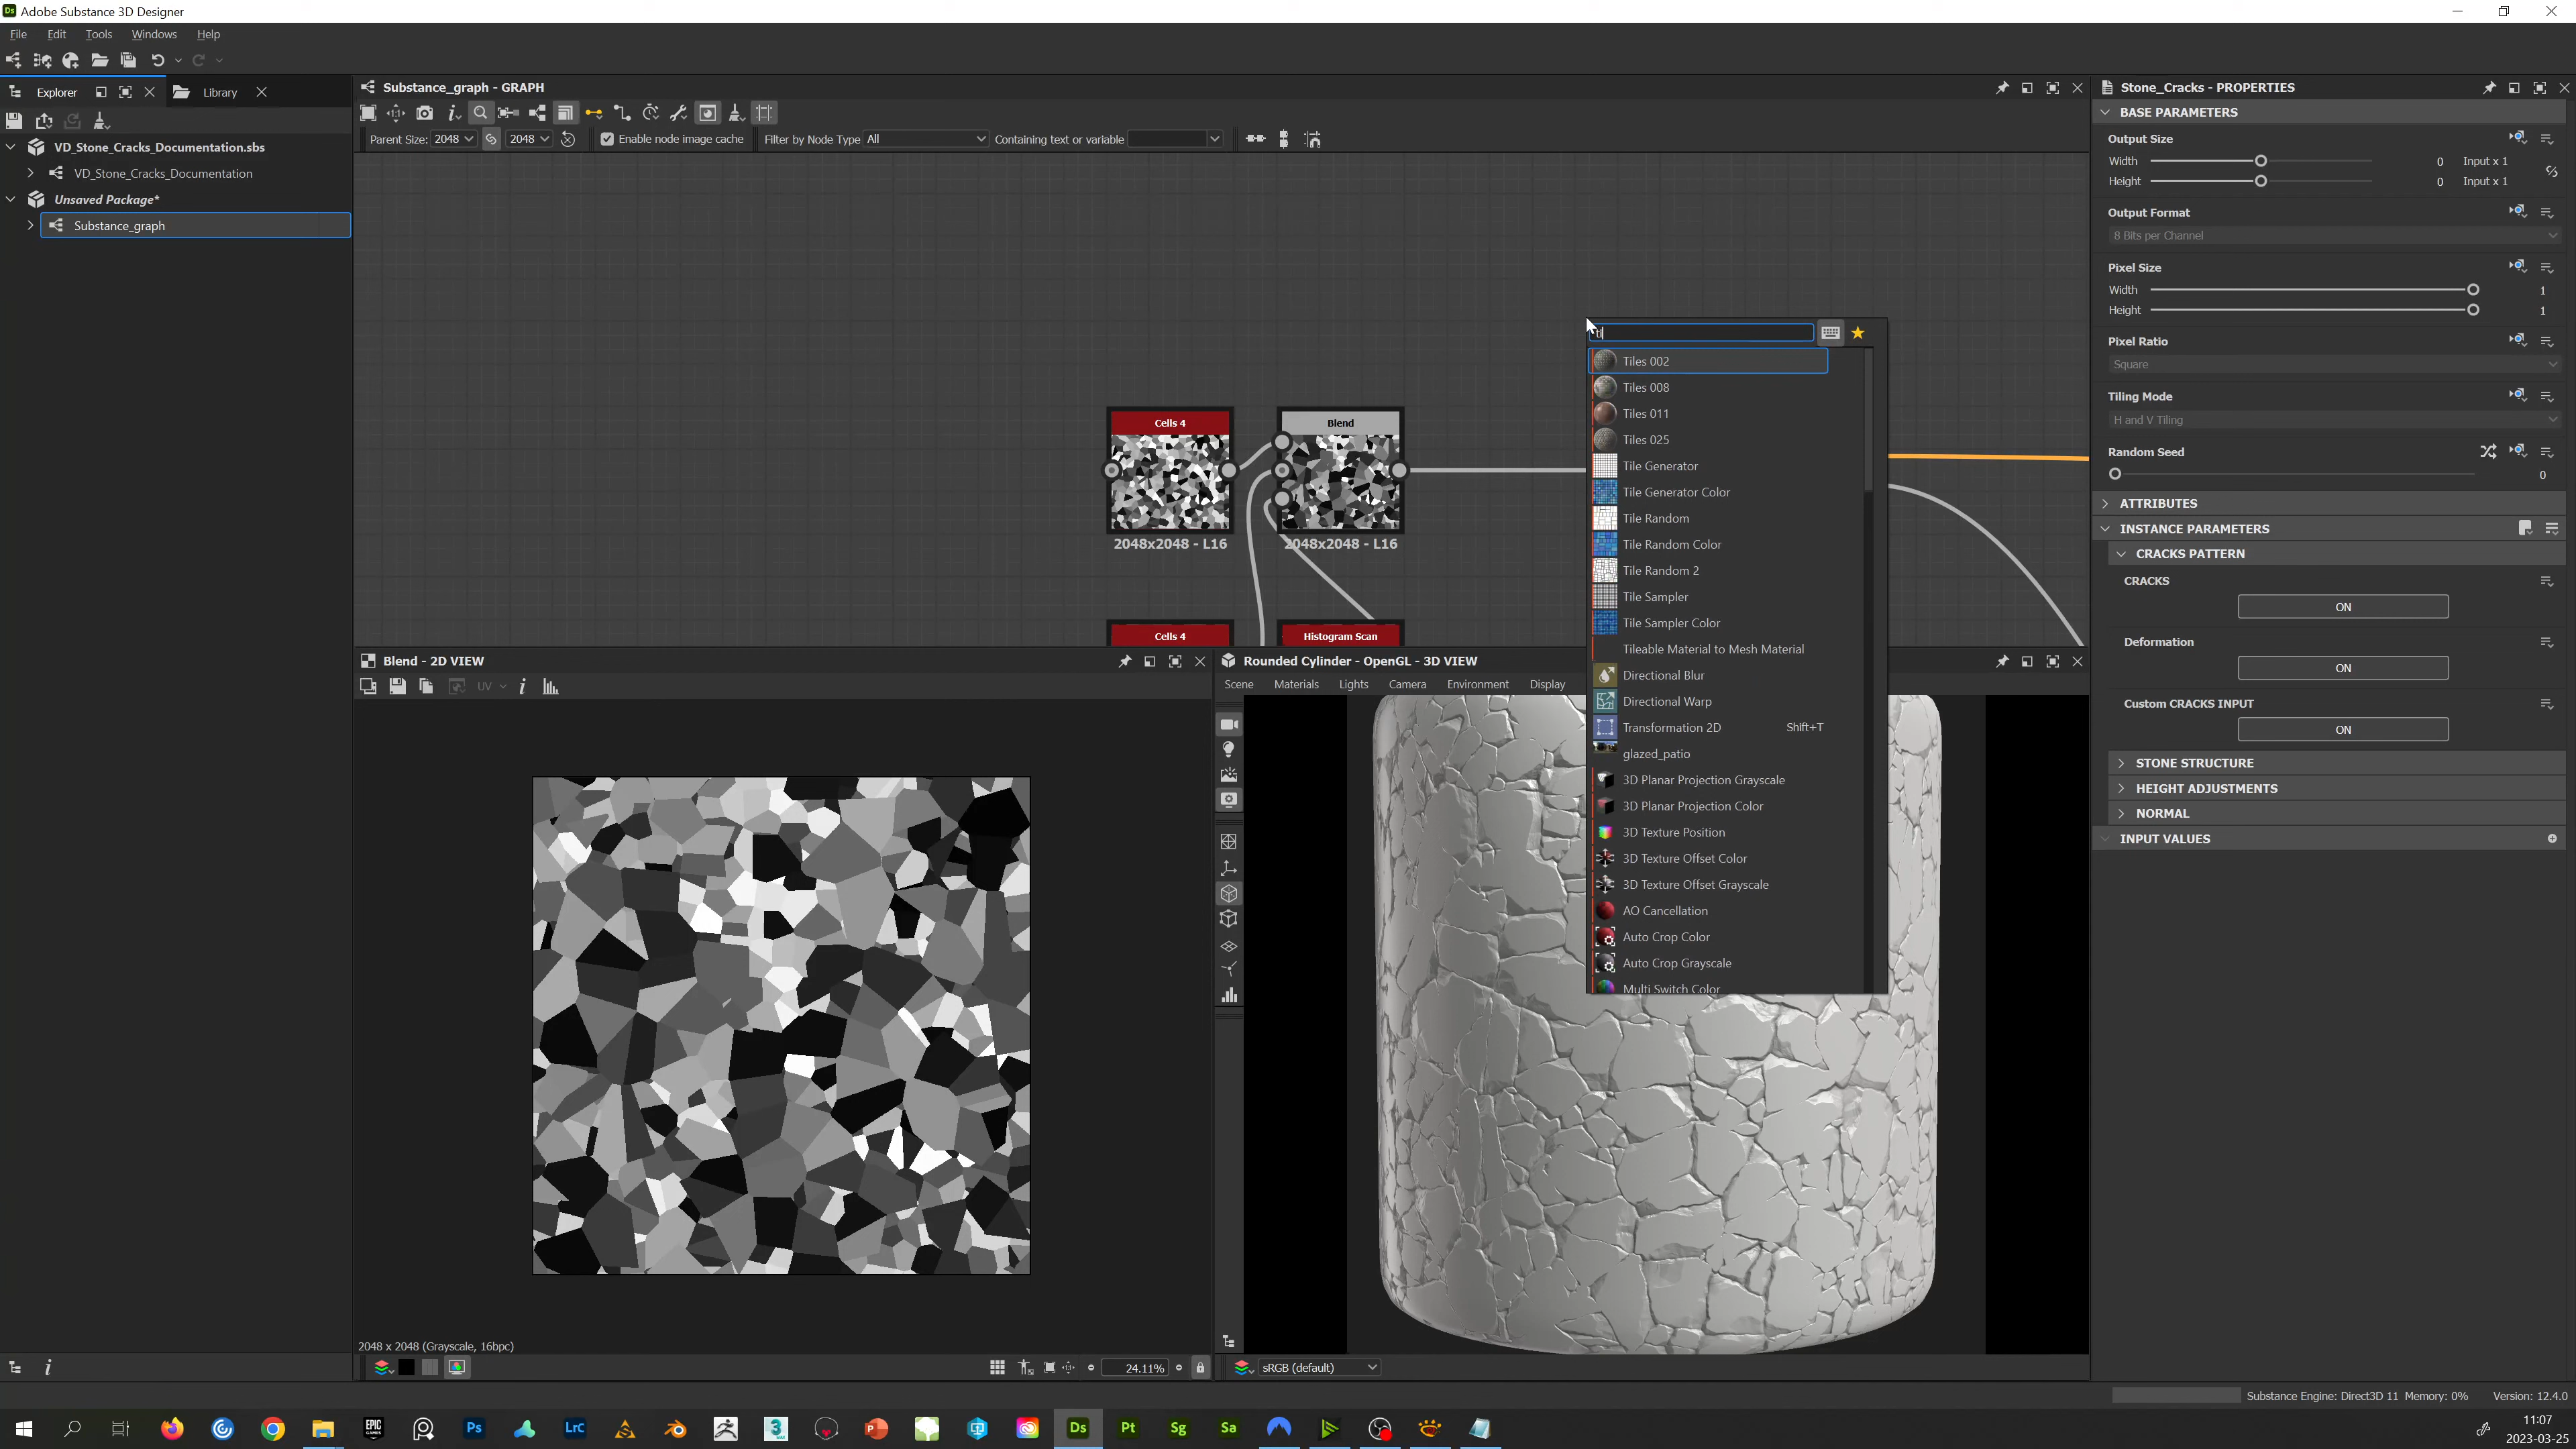 Adobe Substance 3D Designer
File Edit Tools Windows Help
Explorer
Library
VD_Stone_Cracks_Documentation.sbs
VD_Stone_Cracks_Documentation
Unsaved Package*
Substance_graph
Substance_graph - GRAPH
Parent Size: 2048 2048 Enable node image cache Filter by Node Type All Containing text or variable
Cells 4
2048x2048 - L16
Blend
2048x2048 - L16
Cells 4
Histogram Scan
ti
Tiles 002
Tiles 008
Tiles 011
Tiles 025
Tile Generator
Tile Generator Color
Tile Random
Tile Random Color
Tile Random 2
Tile Sampler
Tile Sampler Color
Tileable Material to Mesh Material
Directional Blur
Directional Warp
Transformation 2D Shift+T
glazed_patio
3D Planar Projection Grayscale
3D Planar Projection Color
3D Texture Position
3D Texture Offset Color
3D Texture Offset Grayscale
AO Cancellation
Auto Crop Color
Auto Crop Grayscale
Multi Switch Color
Blend - 2D VIEW
UV
2048 x 2048 (Grayscale, 16bpc)
24.11%
Rounded Cylinder - OpenGL - 3D VIEW
Scene Materials Lights Camera Environment Display
sRGB (default)
Stone_Cracks - PROPERTIES
BASE PARAMETERS
Output Size
Width 0 Input x 1
Height 0 Input x 1
Output Format
8 Bits per Channel
Pixel Size
Width 1
Height 1
Pixel Ratio
Square
Tiling Mode
H and V Tiling
Random Seed
0
ATTRIBUTES
INSTANCE PARAMETERS
CRACKS PATTERN
CRACKS
ON
Deformation
ON
Custom CRACKS INPUT
ON
STONE STRUCTURE
HEIGHT ADJUSTMENTS
NORMAL
INPUT VALUES
Substance Engine: Direct3D 11 Memory: 0% Version: 12.4.0
EPIC GAMES
Ps
LrC
Ds
Pt
Sg
Sa
11:07
2023-03-25